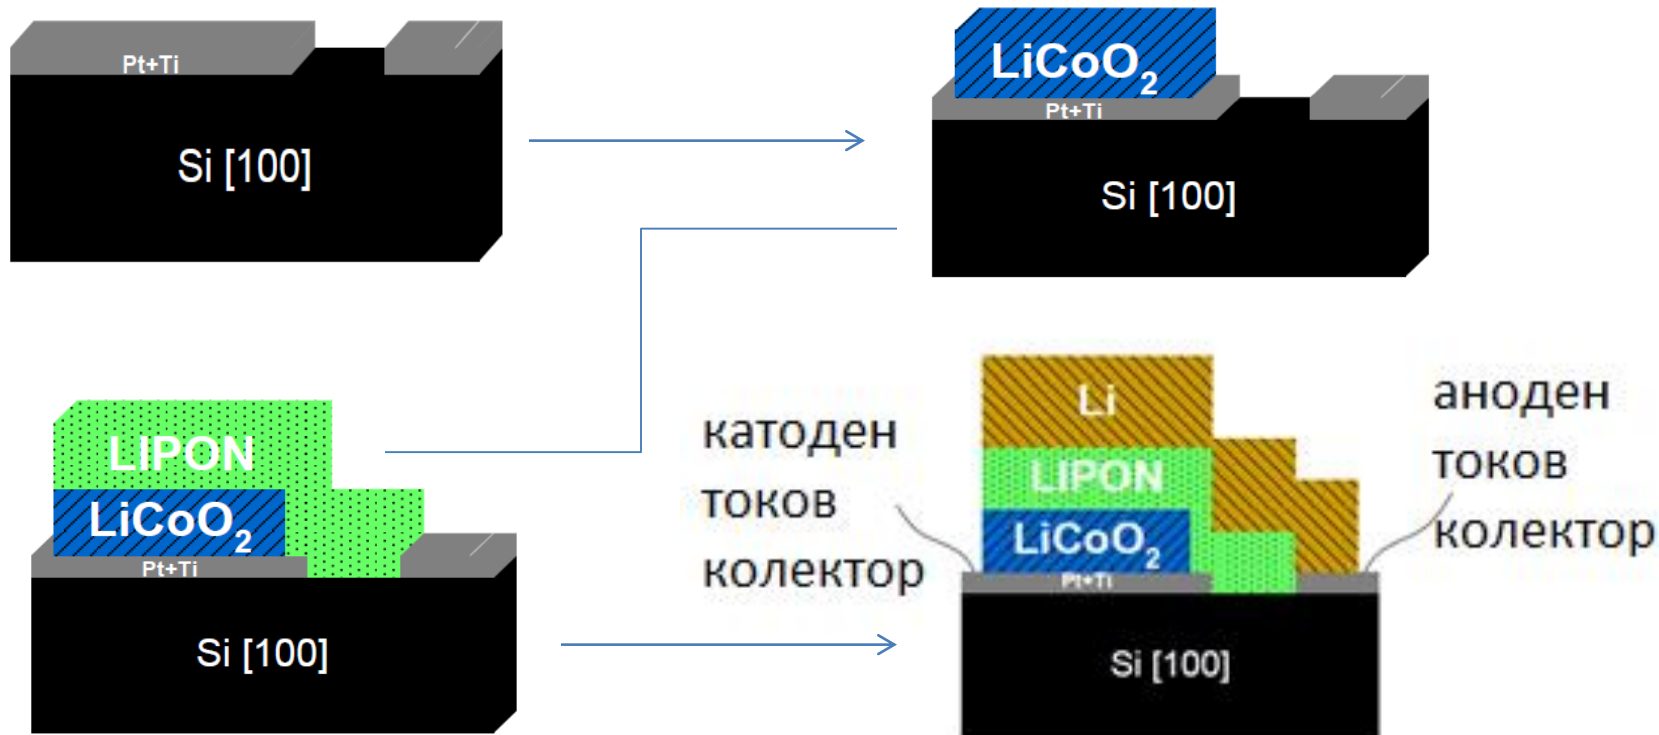 Pt+Ti
Si [100]
LiCoO2
Pt+Ti
Si [100]
LIPON
LiCoO2
Pt+Ti
Si [100]
катоден
токов
колектор
Li
LIPON
LiCoO2
Pt+Ti
Si [100]
аноден
токов
колектор